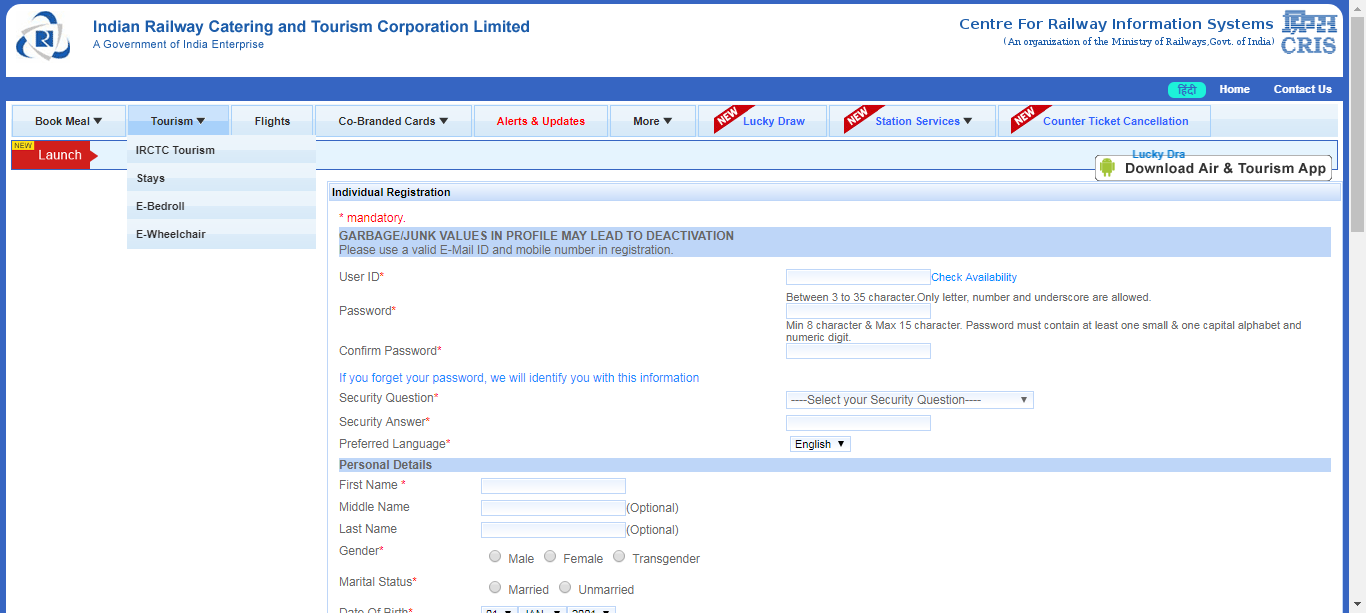 Indian Railway Catering and Tourism Corporation Limited
A Government of India Enterprise
Centre For Railway Information Systems
(An organization of the Ministry of Railways,Govt. of India)
क्रिस
CRIS
हिंदी Home Contact Us
Book Meal Tourism Flights Co-Branded Cards Alerts & Updates More NEW Lucky Draw NEW Station Services NEW Counter Ticket Cancellation
NEW
Launch
Lucky Dra
Download Air & Tourism App
IRCTC Tourism
Stays
E-Bedroll
E-Wheelchair
Individual Registration
* mandatory.
GARBAGE/JUNK VALUES IN PROFILE MAY LEAD TO DEACTIVATION
Please use a valid E-Mail ID and mobile number in registration.
User ID* Check Availability
Between 3 to 35 character.Only letter, number and underscore are allowed.
Password*
Min 8 character & Max 15 character. Password must contain at least one small & one capital alphabet and
numeric digit.
Confirm Password*
If you forget your password, we will identify you with this information
Security Question* ----Select your Security Question----
Security Answer*
Preferred Language* English
Personal Details
First Name *
Middle Name (Optional)
Last Name (Optional)
Gender* Male Female Transgender
Marital Status* Married Unmarried
Date Of Birth* 01 JAN 2001